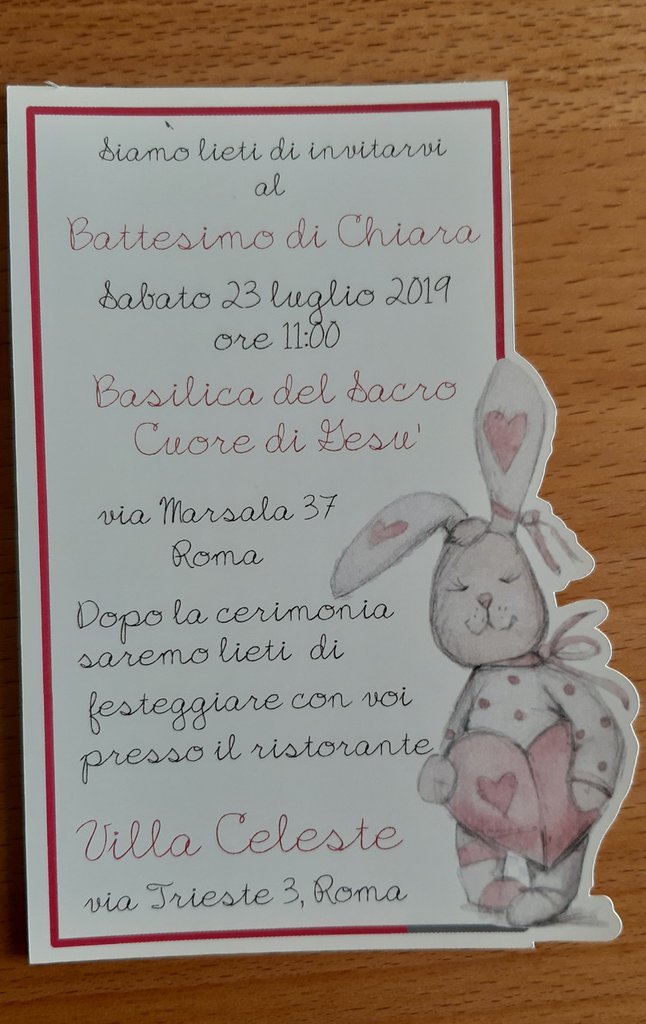 Siamo lieti di invitarvi
al
Battesimo di Chiara
Sabato 23 luglio 2019
ore 11:00
Basilica del Sacro
Cuore di Gesu'
via Marsala 37
Roma
Dopo la cerimonia
saremo lieti di
festeggiare con voi
presso il ristorante
Villa Celeste
via Trieste 3, Roma